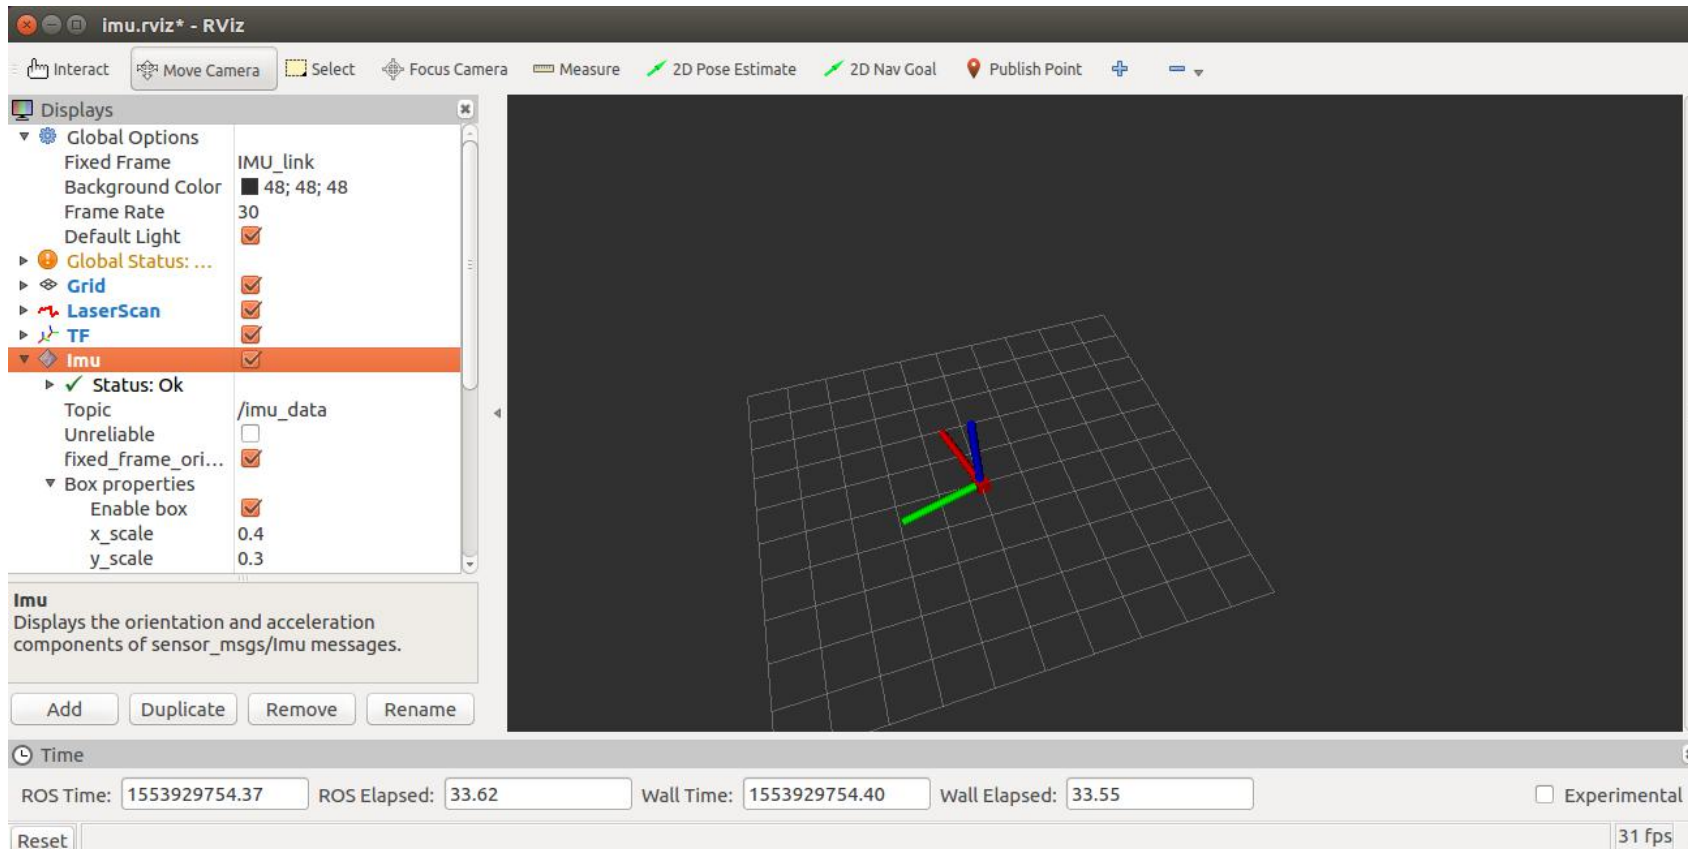 imu.rviz* - RViz
Interact Move Camera Select Focus Camera Measure 2D Pose Estimate 2D Nav Goal Publish Point
Displays
Global Options
Fixed Frame IMU_link
Background Color 48; 48; 48
Frame Rate 30
Default Light
Global Status: ...
Grid
LaserScan
TF
Imu
Status: Ok
Topic /imu_data
Unreliable
fixed_frame_ori...
Box properties
Enable box
x_scale 0.4
y_scale 0.3
Imu
Displays the orientation and acceleration
components of sensor_msgs/Imu messages.
Add Duplicate Remove Rename
Time
ROS Time: 1553929754.37 ROS Elapsed: 33.62 Wall Time: 1553929754.40 Wall Elapsed: 33.55 Experimental
Reset 31 fps